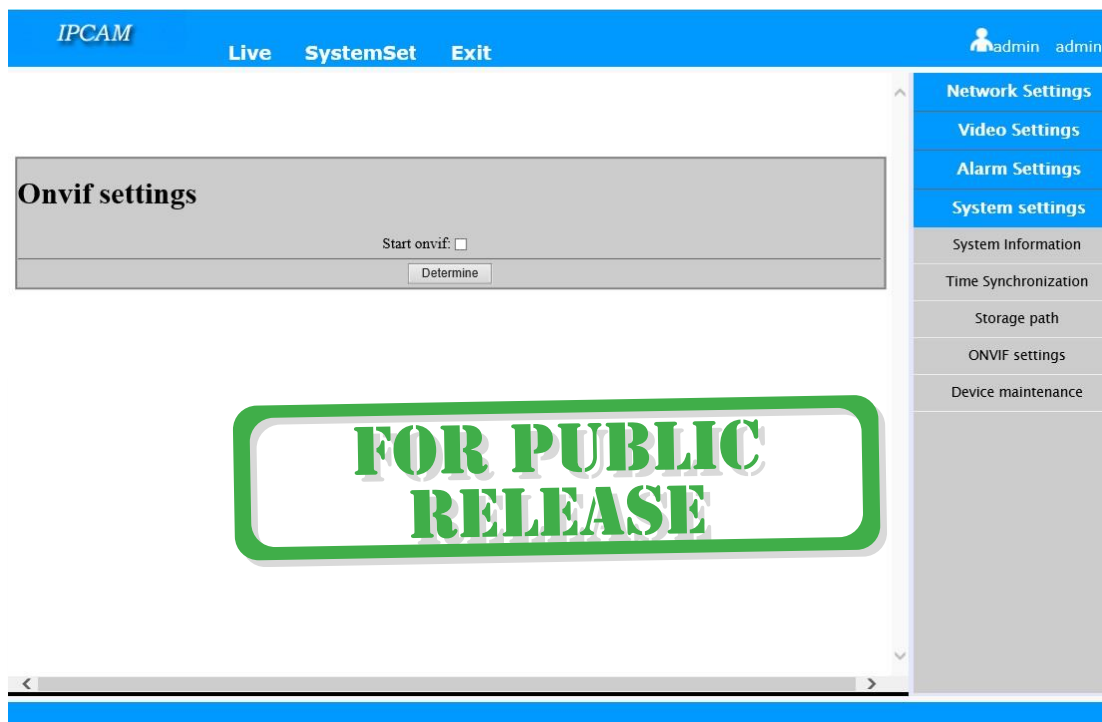 IPCAM
Live SystemSet Exit
admin admin
Network Settings
Video Settings
Alarm Settings
System settings
System Information
Time Synchronization
Storage path
ONVIF settings
Device maintenance
Onvif settings
Start onvif:
Determine
FOR PUBLIC
RELEASE